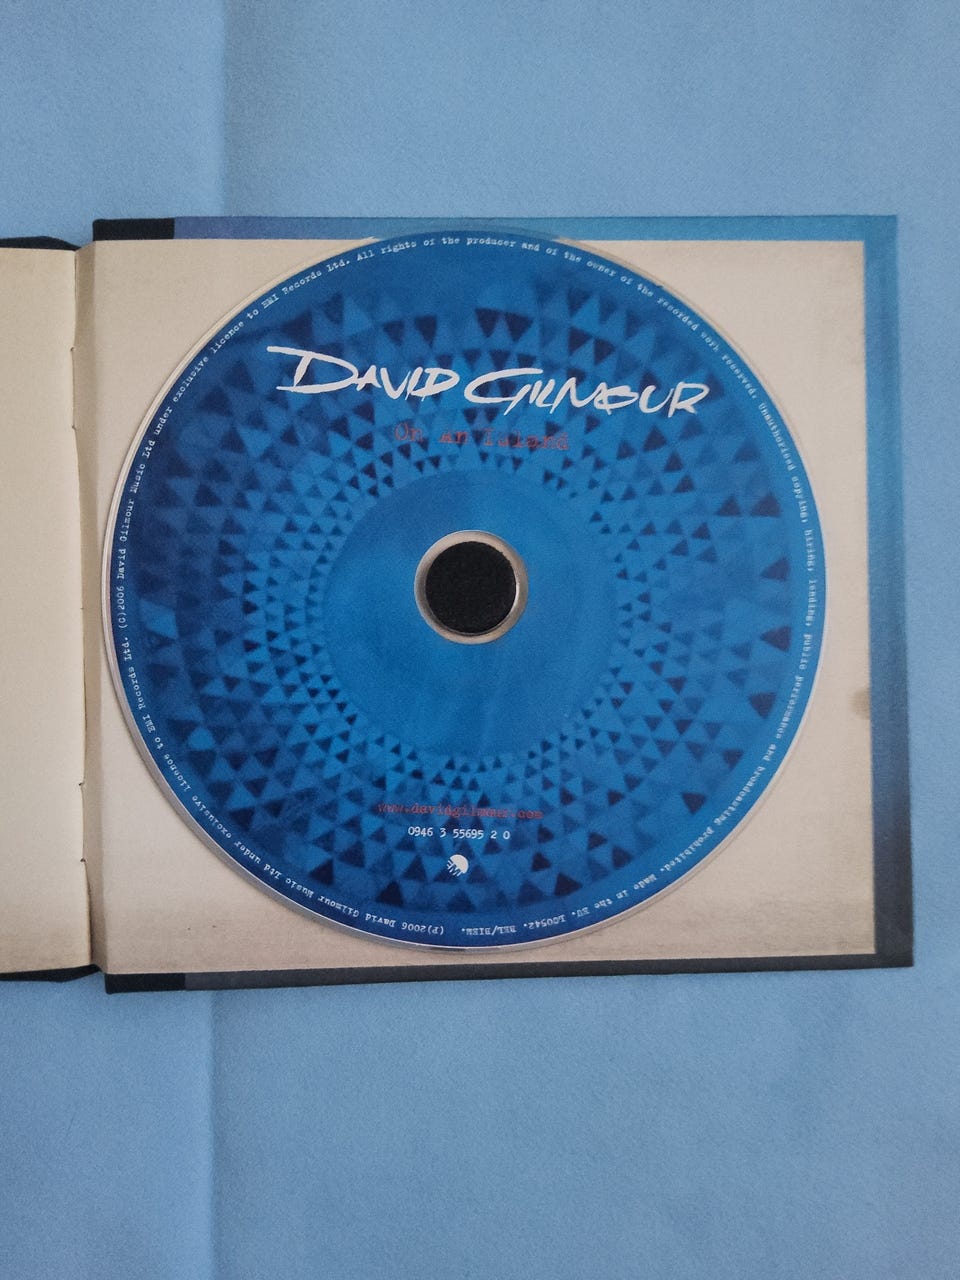 DAVID GILMOUR
On An Island
www.davidgilmour.com
0946 3 55695 2 0
EMI
(P)2006 David Gilmour Music Ltd under exclusive licence to EMI Records Ltd. (C)2006 David Gilmour Music Ltd under exclusive licence to EMI Records Ltd. All rights of the producer and of the owner of the recorded work reserved. Unauthorised copying, hiring, lending, public performance and broadcasting prohibited. Made in the EU. LC0542. BEL/BIEM.